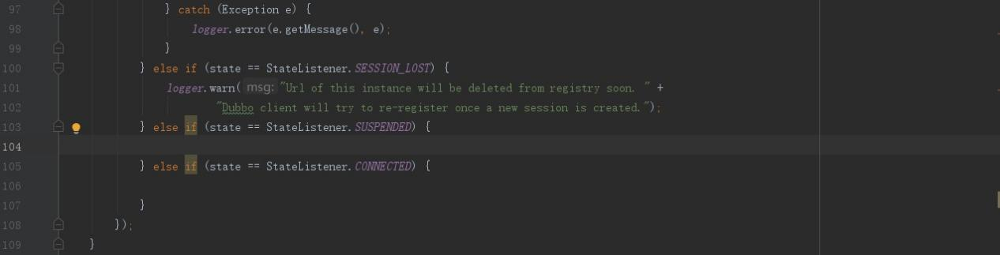 97 } catch (Exception e) {
98 logger.error(e.getMessage(), e);
99 }
100 } else if (state == StateListener.SESSION_LOST) {
101 logger.warn( msg: "Url of this instance will be deleted from registry soon. " +
102 "Dubbo client will try to re-register once a new session is created.");
103 } else if (state == StateListener.SUSPENDED) {
104
105 } else if (state == StateListener.CONNECTED) {
106
107 }
108 });
109 }